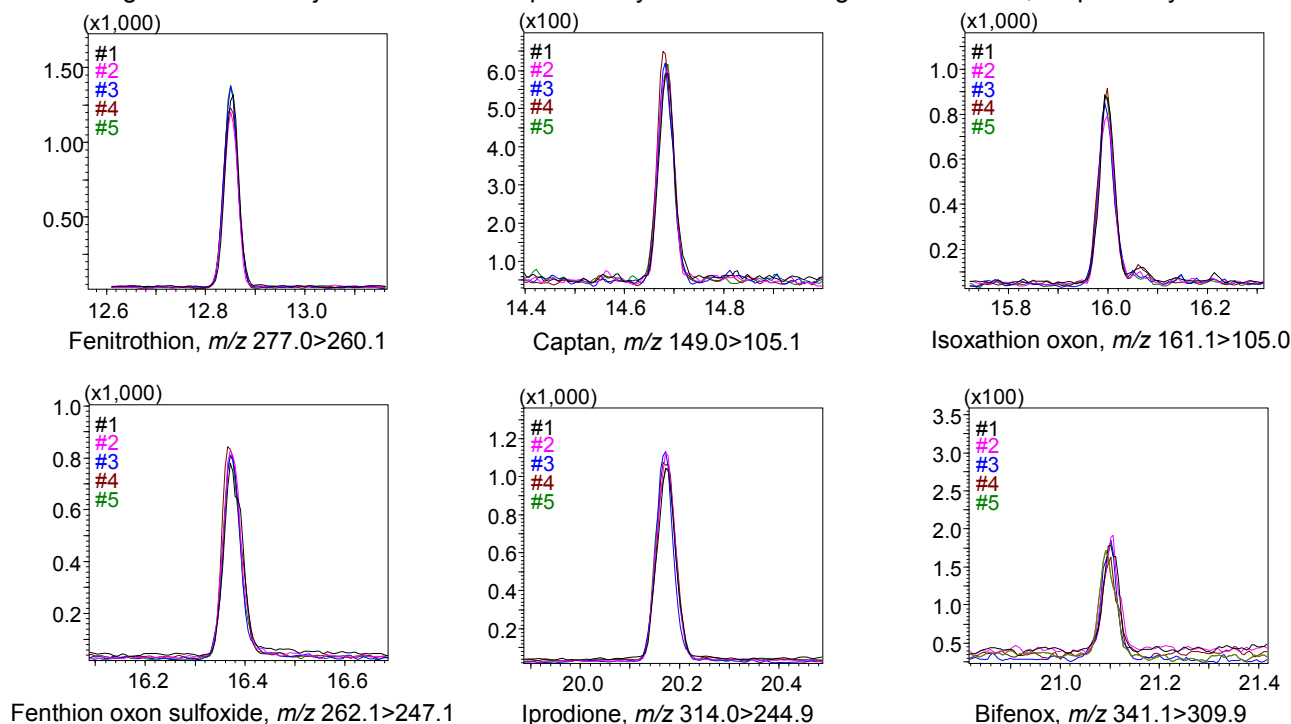 (x1,000) (x100) (x1,000)
#1 #1 #1
#2 #2 #2
#3 #3 #3
#4 #4 #4
#5 #5 #5
1.50 1.00 0.50
6.0 5.0 4.0 3.0 2.0 1.0
1.0 0.8 0.6 0.4 0.2
12.6 12.8 13.0 14.4 14.6 14.8 15.8 16.0 16.2
Fenitrothion, m/z 277.0>260.1 Captan, m/z 149.0>105.1 Isoxathion oxon, m/z 161.1>105.0
(x1,000) (x1,000) (x100)
#1 #1 #1
#2 #2 #2
#3 #3 #3
#4 #4 #4
#5 #5 #5
1.0 0.8 0.6 0.4 0.2
1.2 1.0 0.8 0.6 0.4 0.2
3.5 3.0 2.5 2.0 1.5 1.0 0.5
16.2 16.4 16.6 20.0 20.2 20.4 21.0 21.2 21.4
Fenthion oxon sulfoxide, m/z 262.1>247.1 Iprodione, m/z 314.0>244.9 Bifenox, m/z 341.1>309.9